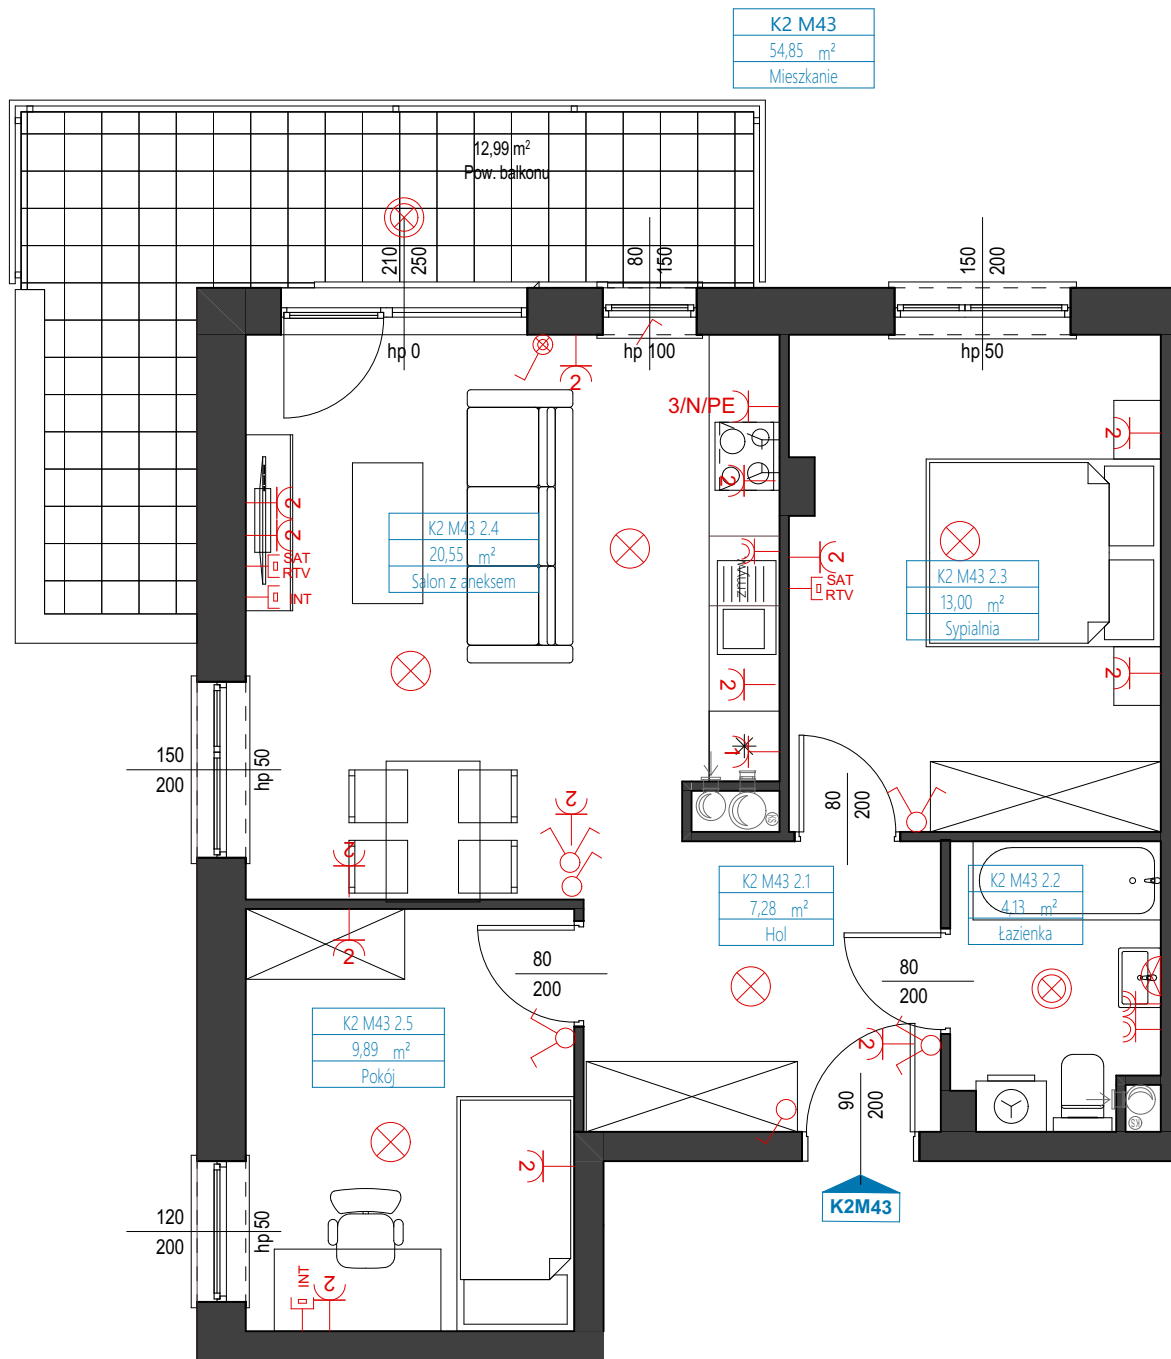 K2 M43
54,85 m²
Mieszkanie
12,99 m²
Pow. balkonu
210
250
80
150
150
200
hp 0
hp 100
hp 50
2
3/N/PE
2
2
2
2
SAT
RTV
INT
K2 M43 2.4
20,55 m²
Salon z aneksem
ZMYW
2
SAT
RTV
K2 M43 2.3
13,00 m²
Sypialnia
2
2
1
150
200
hp 50
80
200
2
2
2
K2 M43 2.1
7,28 m²
Hol
K2 M43 2.2
4,13 m²
Łazienka
80
200
80
200
K2 M43 2.5
9,89 m²
Pokój
2
90
200
2
K2M43
120
200
hp 50
INT
2